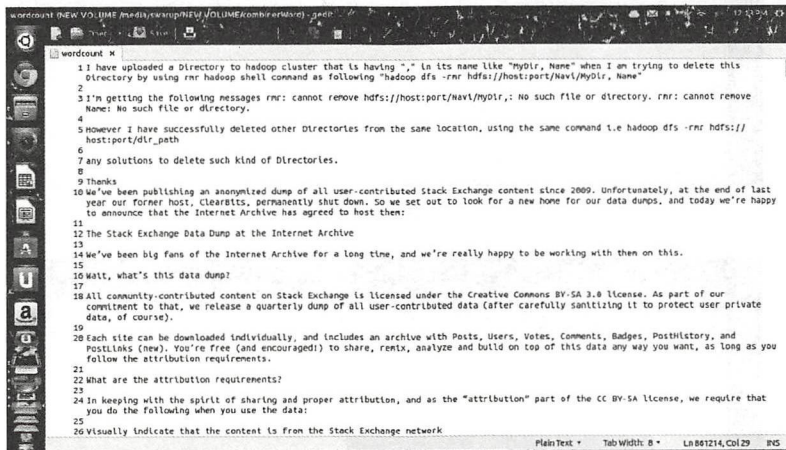 wordcount (NEW VOLUME /media/swarup/NEW VOLUME/combinerWord) - gedit
12:13 PM
wordcount ×
1 I have uploaded a Directory to hadoop cluster that is having "," in its name like "MyDir, Name" when I am trying to delete this
Directory by using rmr hadoop shell command as following "hadoop dfs -rmr hdfs://host:port/Navi/MyDir, Name"
2
3 I'm getting the following messages rmr: cannot remove hdfs://host:port/Navi/MyDir,: No such file or directory. rmr: cannot remove
Name: No such file or directory.
4
5 However I have successfully deleted other Directories from the same location, using the same command i.e hadoop dfs -rmr hdfs://
host:port/dir_path
6
7 any solutions to delete such kind of Directories.
8
9 Thanks
10 We've been publishing an anonymized dump of all user-contributed Stack Exchange content since 2009. Unfortunately, at the end of last
year our former host, ClearBits, permanently shut down. So we set out to look for a new home for our data dumps, and today we're happy
to announce that the Internet Archive has agreed to host them:
11
12 The Stack Exchange Data Dump at the Internet Archive
13
14 We've been big fans of the Internet Archive for a long time, and we're really happy to be working with them on this.
15
16 Wait, what's this data dump?
17
18 All community-contributed content on Stack Exchange is licensed under the Creative Commons BY-SA 3.0 license. As part of our
commitment to that, we release a quarterly dump of all user-contributed data (after carefully sanitizing it to protect user private
data, of course).
19
20 Each site can be downloaded individually, and includes an archive with Posts, Users, Votes, Comments, Badges, PostHistory, and
PostLinks (new). You're free (and encouraged!) to share, remix, analyze and build on top of this data any way you want, as long as you
follow the attribution requirements.
21
22 What are the attribution requirements?
23
24 In keeping with the spirit of sharing and proper attribution, and as the "attribution" part of the CC BY-SA license, we require that
you do the following when you use the data:
25
26 Visually indicate that the content is from the Stack Exchange network
Plain Text Tab Width: 8 Ln 861214, Col 29 INS